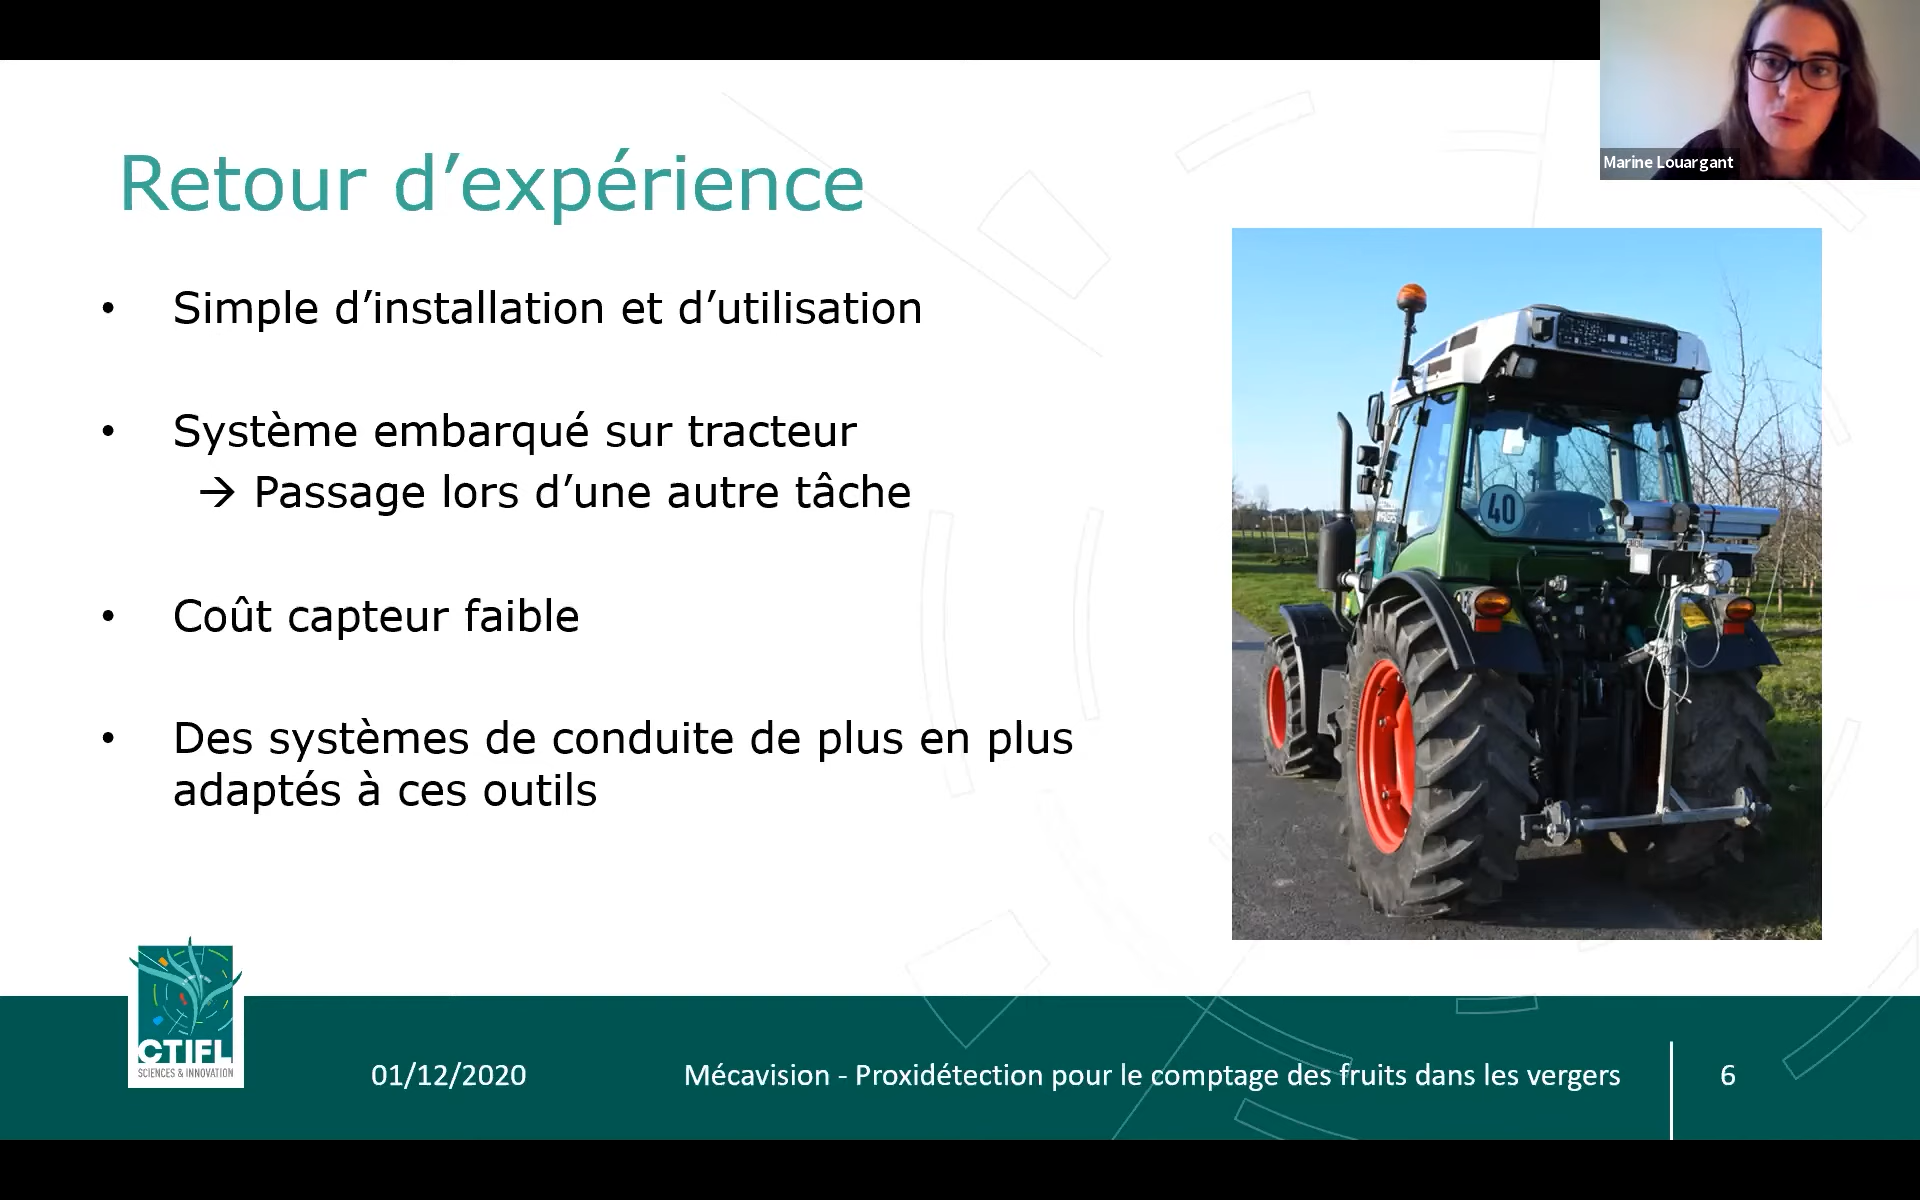 Marine Louargant
Retour d’expérience
• Simple d’installation et d’utilisation
• Système embarqué sur tracteur
→ Passage lors d’une autre tâche
• Coût capteur faible
• Des systèmes de conduite de plus en plus
adaptés à ces outils
40
CTIFL
SCIENCES & INNOVATION
01/12/2020
Mécavision - Proxidétection pour le comptage des fruits dans les vergers
6